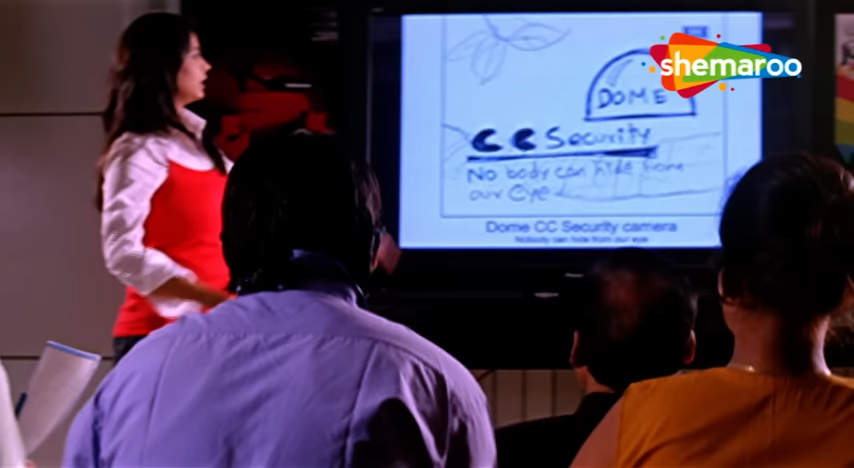 shemaroo
DOME
CC Security
No body can hide from
our eye
Dome CC Security camera
Nobody can hide from our eye